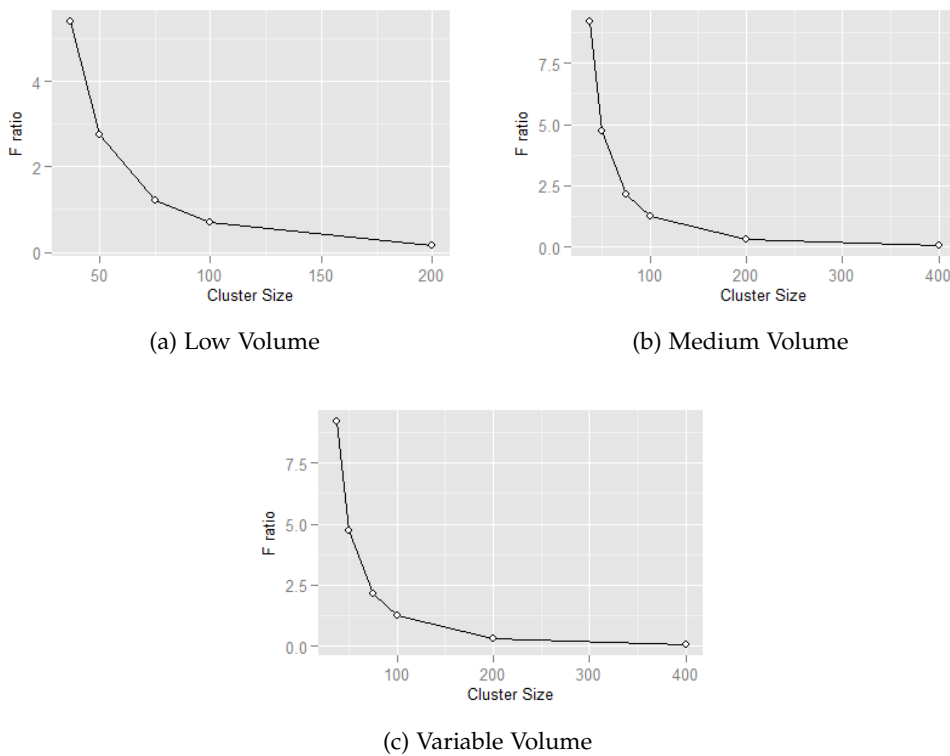 4
2
0
F ratio
50 100 150 200
Cluster Size
(a) Low Volume
7.5
5.0
2.5
0.0
F ratio
100 200 300 400
Cluster Size
(b) Medium Volume
7.5
5.0
2.5
0.0
F ratio
100 200 300 400
Cluster Size
(c) Variable Volume